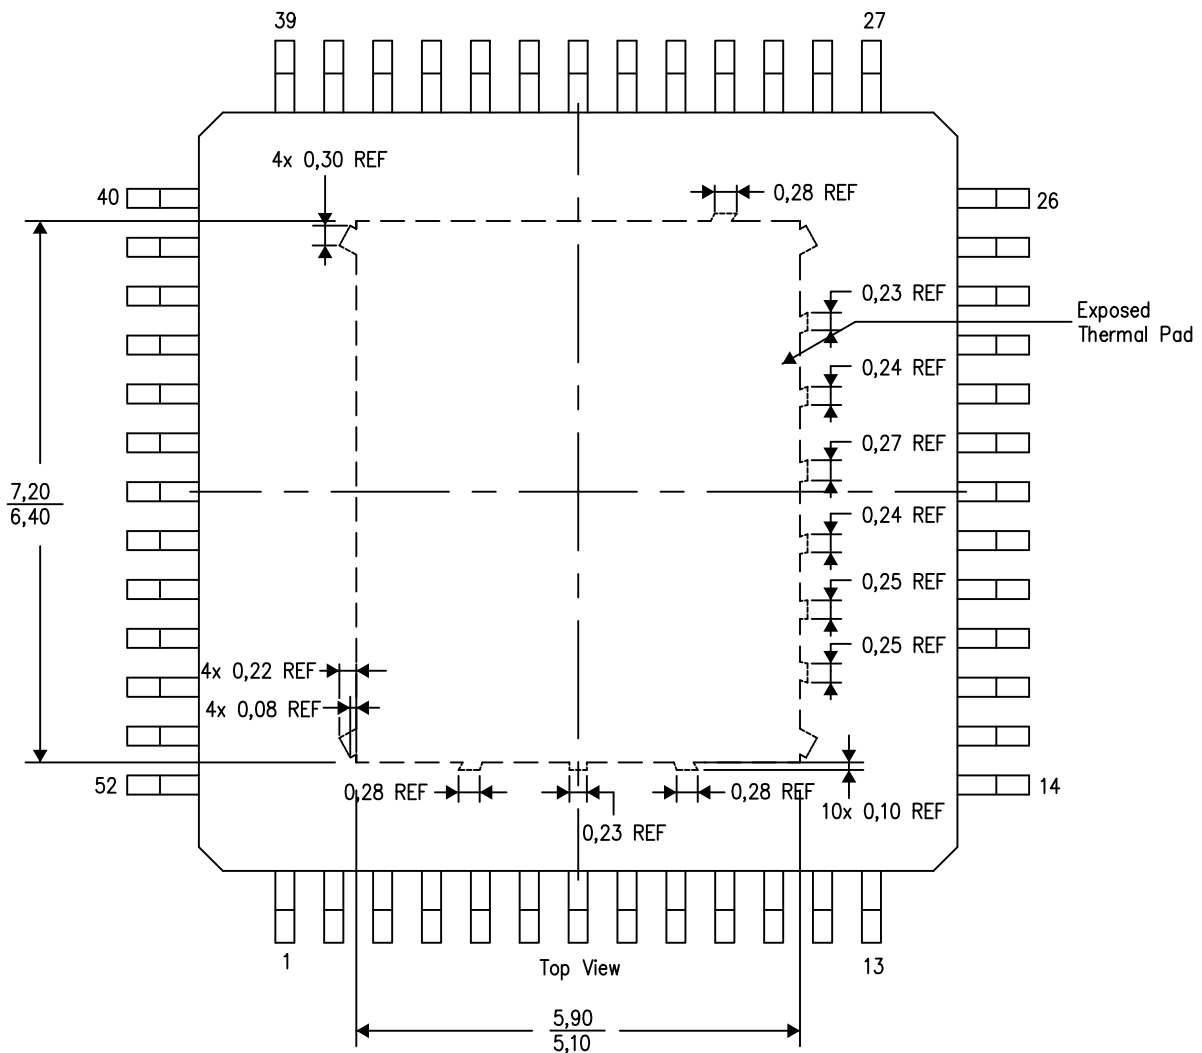 39
27
4x 0,30 REF
0,28 REF
40
26
0,23 REF
Exposed
Thermal Pad
0,24 REF
0,27 REF
7,20
6,40
0,24 REF
0,25 REF
0,25 REF
4x 0,22 REF
4x 0,08 REF
52
14
0,28 REF
0,28 REF
10x 0,10 REF
0,23 REF
1
Top View
13
5,90
5,10